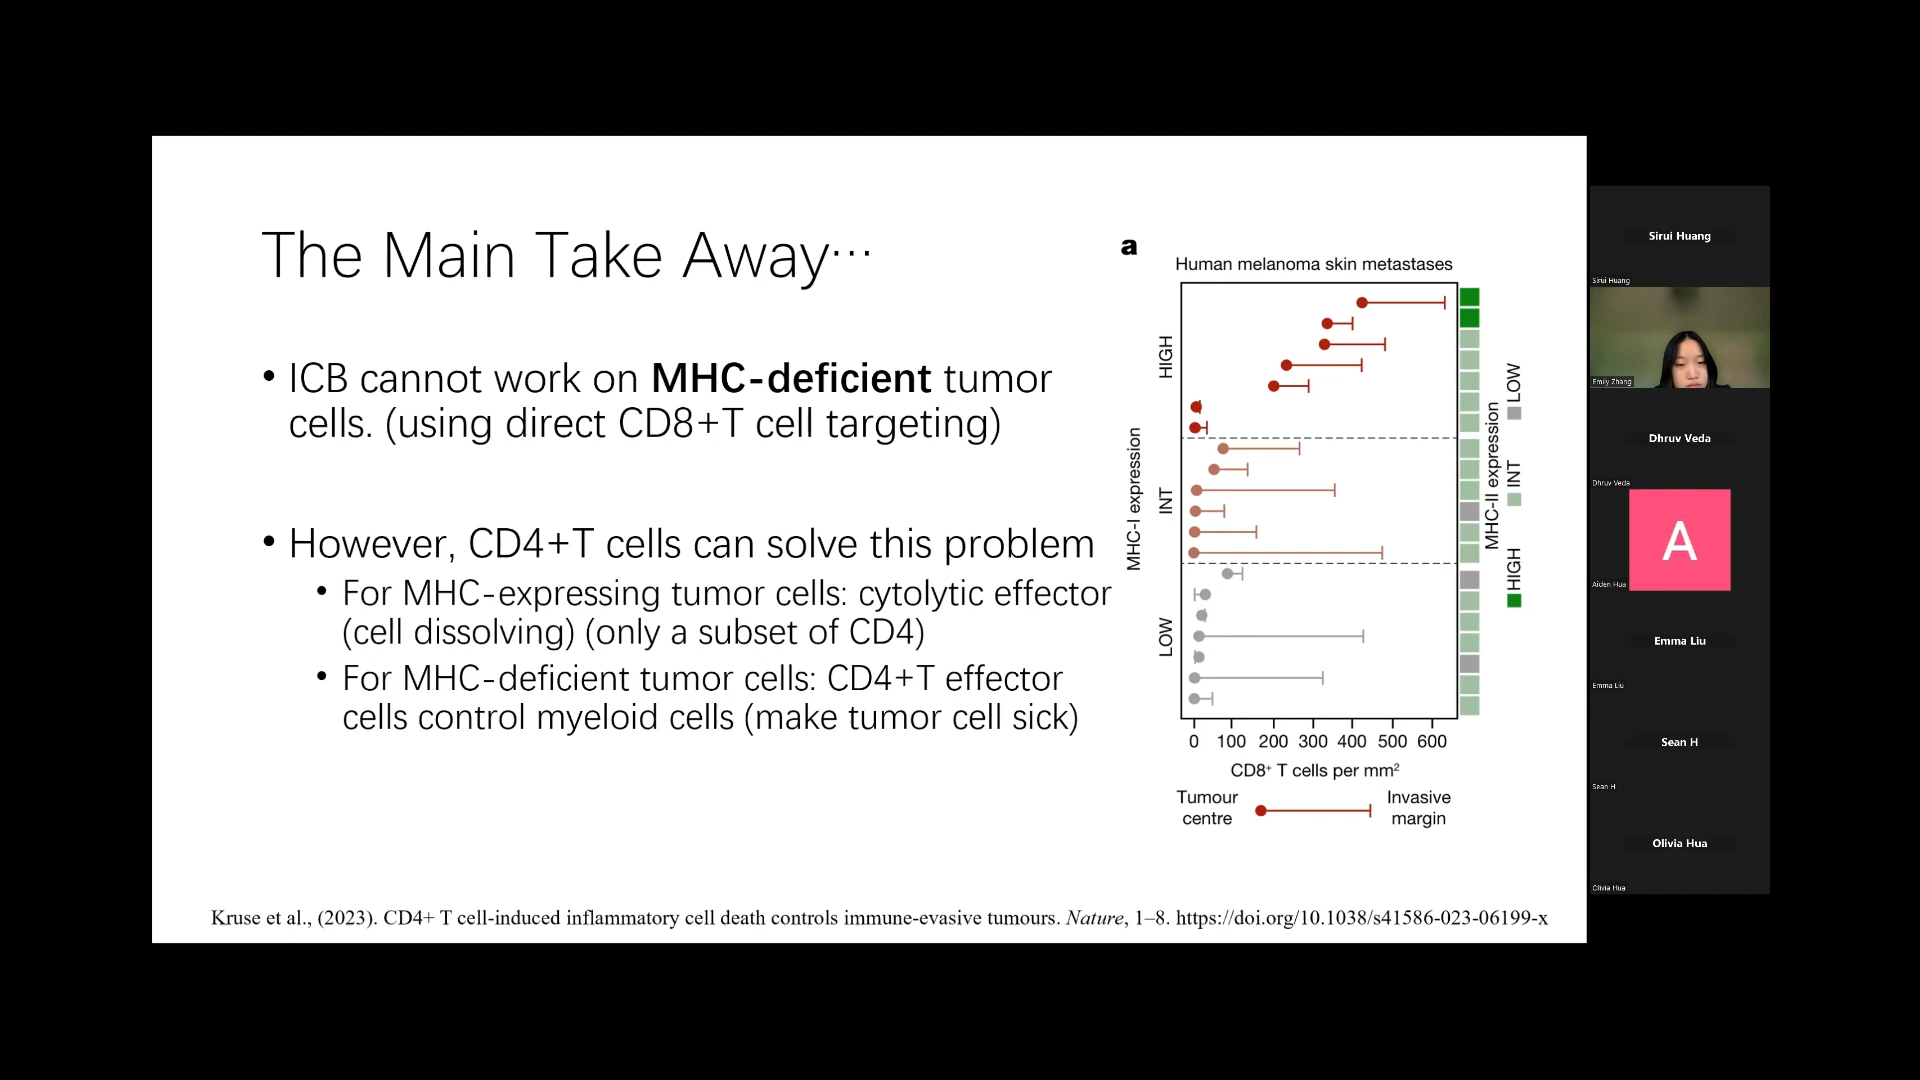 The Main Take Away…
• ICB cannot work on MHC-deficient tumor
cells. (using direct CD8+T cell targeting)
• However, CD4+T cells can solve this problem
• For MHC-expressing tumor cells: cytolytic effector
(cell dissolving) (only a subset of CD4)
• For MHC-deficient tumor cells: CD4+T effector
cells control myeloid cells (make tumor cell sick)
a
Human melanoma skin metastases
MHC-I expression
HIGH
INT
LOW
MHC-II expression
HIGH
INT
LOW
0 100 200 300 400 500 600
CD8⁺ T cells per mm²
Tumour
centre
Invasive
margin
Kruse et al., (2023). CD4+ T cell-induced inflammatory cell death controls immune-evasive tumours. Nature, 1–8. https://doi.org/10.1038/s41586-023-06199-x
Sirui Huang
Sirui Huang
Emily Zhang
Dhruv Veda
Dhruv Veda
A
Aiden Hua
Emma Liu
Emma Liu
Sean H
Sean H
Olivia Hua
Olivia Hua